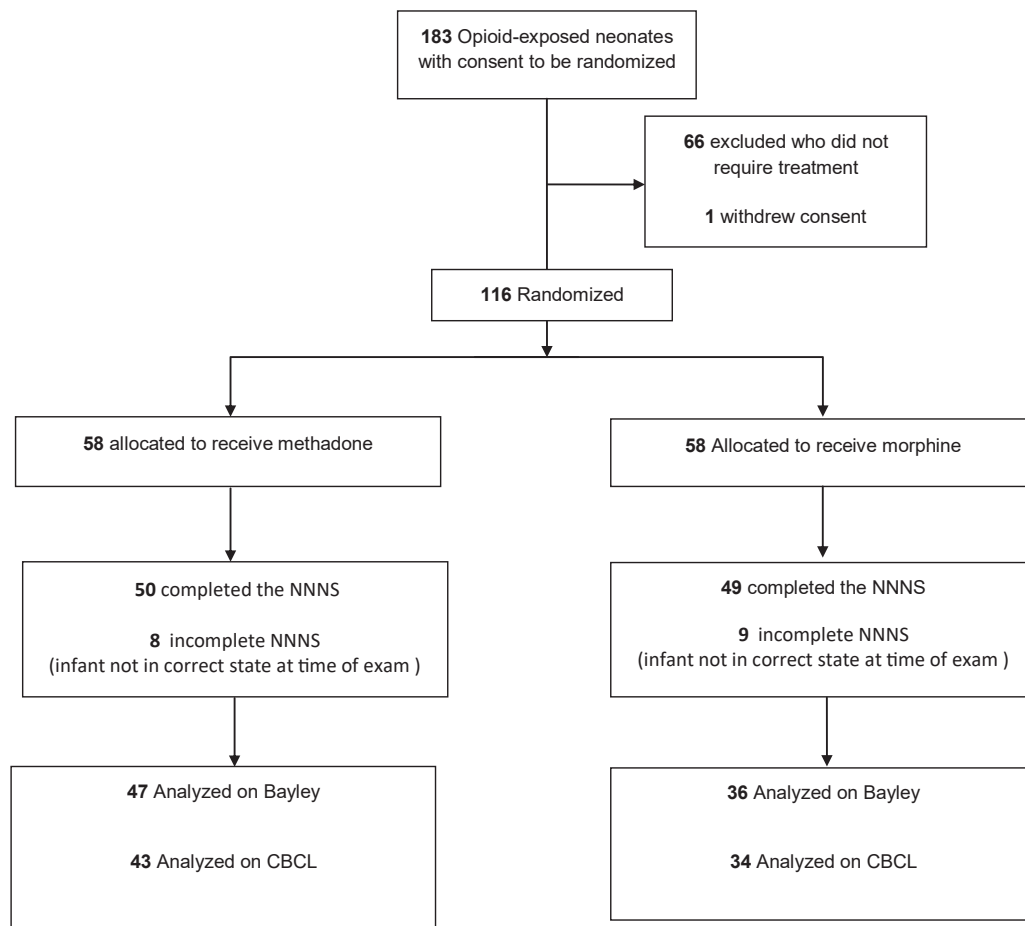 183 Opioid-exposed neonates
with consent to be randomized
66 excluded who did not
require treatment
1 withdrew consent
116 Randomized
58 allocated to receive methadone
58 Allocated to receive morphine
50 completed the NNNS
8 incomplete NNNS
(infant not in correct state at time of exam )
49 completed the NNNS
9 incomplete NNNS
(infant not in correct state at time of exam )
47 Analyzed on Bayley
43 Analyzed on CBCL
36 Analyzed on Bayley
34 Analyzed on CBCL